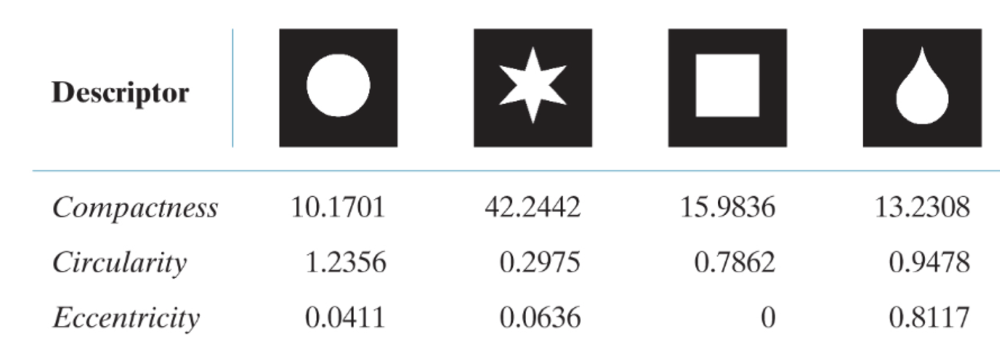 Descriptor
Compactness 10.1701 42.2442 15.9836 13.2308
Circularity 1.2356 0.2975 0.7862 0.9478
Eccentricity 0.0411 0.0636 0 0.8117